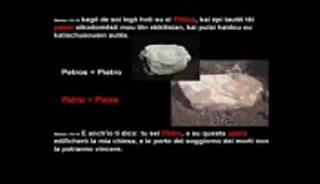 kagô de soi legô hoti su ei Petros, kai epi tautêi têi
petrai oikodomêsô mou tên ekklêsian, kai pulai haidou ou
katischusousin autês.
Petros = Pietro
Petrai = Pietra
E anch'io ti dico: tu sei Pietro, e su questa pietra
edificherò la mia chiesa, e le porte del soggiorno dei morti non
la potranno vincere.